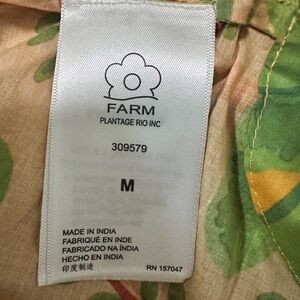 FARM
PLANTAGE RIO INC
309579
M
MADE IN INDIA
FABRIQUÉ EN INDE
FABRICADO NA ÍNDIA
HECHO EN INDIA
印度制造 RN 157047